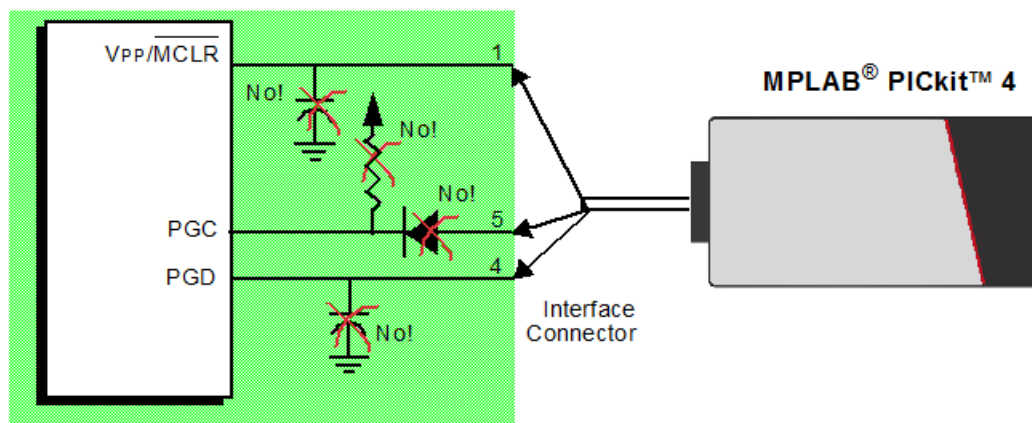 VPP/MCLR
1
MPLAB® PICkit™ 4
No!
No!
No!
PGC
5
PGD
4
No!
Interface
Connector